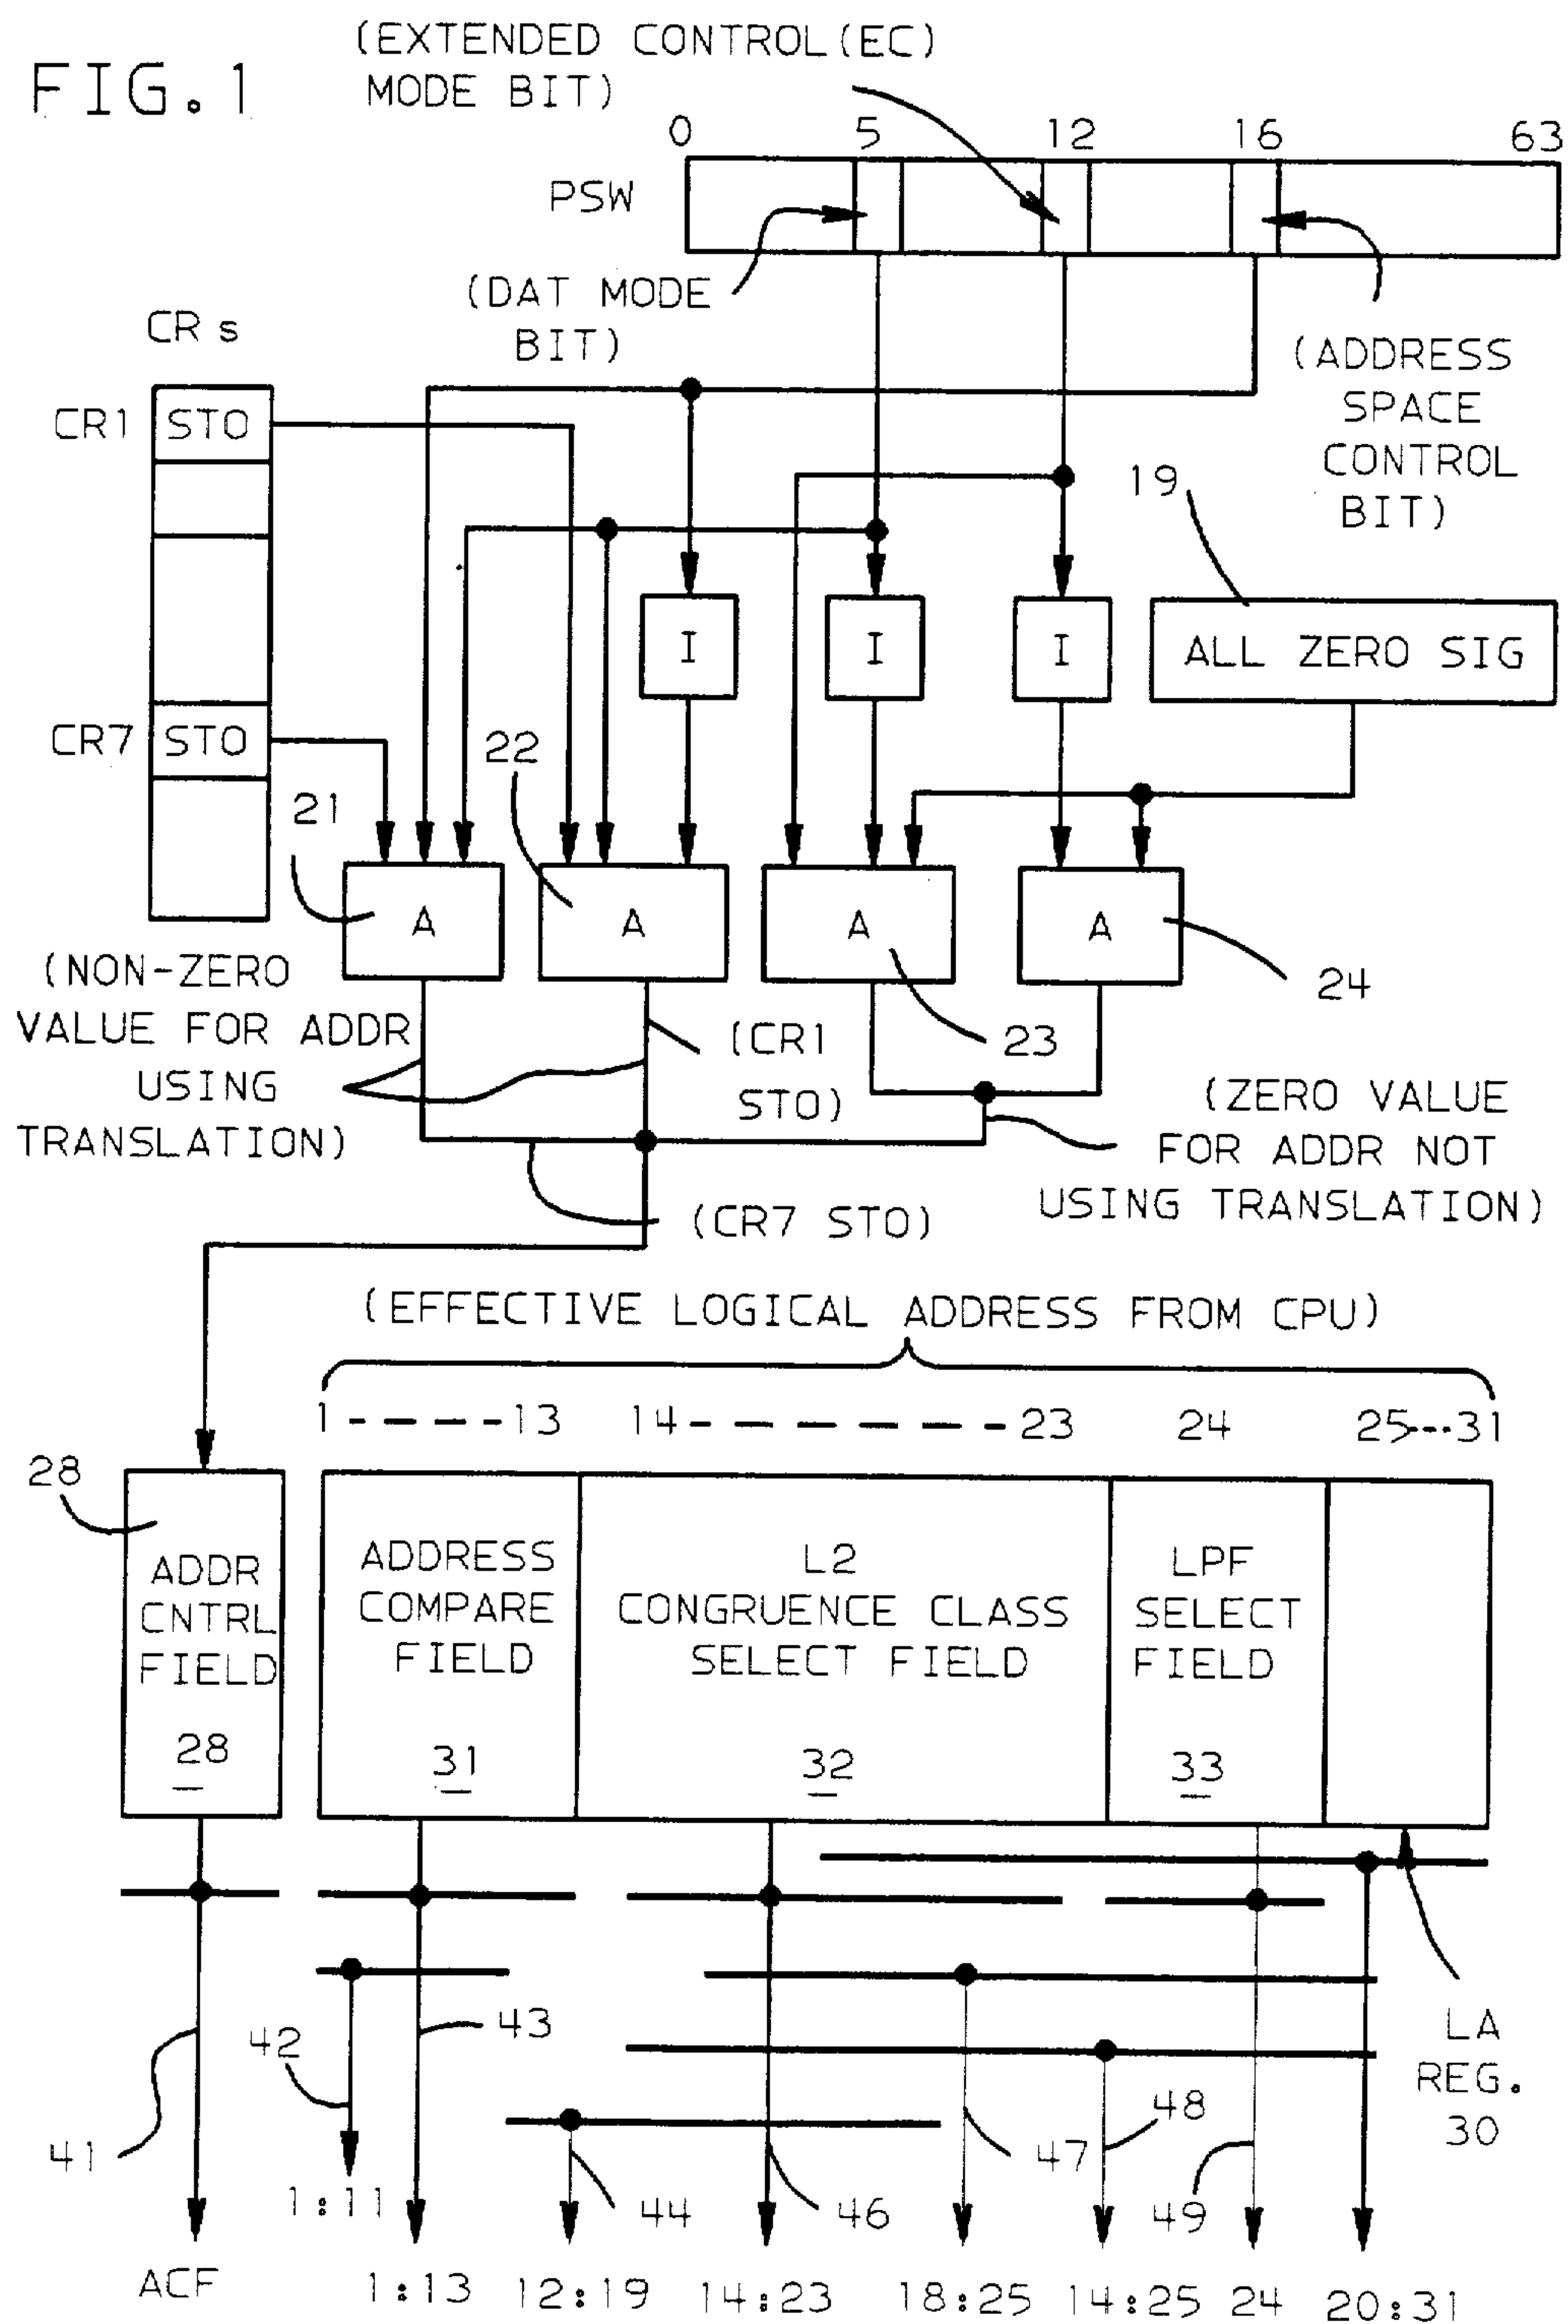 FIG.1
(EXTENDED CONTROL(EC)
MODE BIT)
0 5 12 16 63
PSW
(DAT MODE
BIT)
(ADDRESS
SPACE
CONTROL
BIT)
CRs
CR1 STO
19
I I I ALL ZERO SIG
CR7 STO
22
21
A A A A
24
23
(NON-ZERO
VALUE FOR ADDR
USING
TRANSLATION)
(CR1
STO)
(ZERO VALUE
FOR ADDR NOT
USING TRANSLATION)
(CR7 STO)
(EFFECTIVE LOGICAL ADDRESS FROM CPU)
1-----13 14-------23 24 25---31
28
ADDR
CNTRL
FIELD
28
ADDRESS
COMPARE
FIELD
31
L2
CONGRUENCE CLASS
SELECT FIELD
32
LPF
SELECT
FIELD
33
LA
REG.
30
41 42 43 44 46 47 48 49
1:11
ACF 1:13 12:19 14:23 18:25 14:25 24 20:31